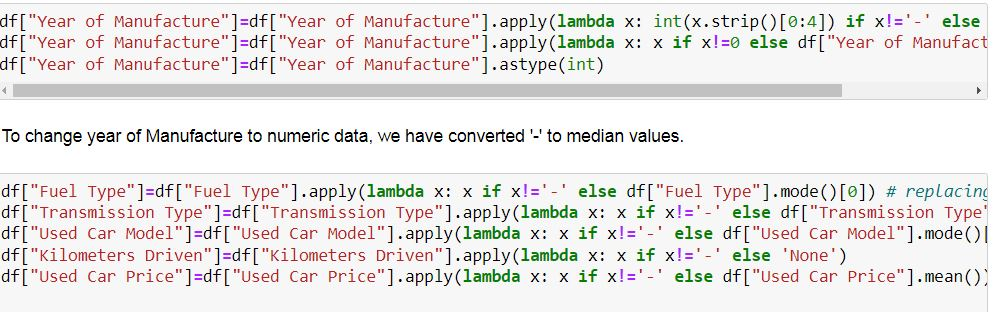 df["Year of Manufacture"]=df["Year of Manufacture"].apply(lambda x: int(x.strip()[0:4]) if x!='-' else
df["Year of Manufacture"]=df["Year of Manufacture"].apply(lambda x: x if x!=0 else df["Year of Manufact
df["Year of Manufacture"]=df["Year of Manufacture"].astype(int)
To change year of Manufacture to numeric data, we have converted '-' to median values.
df["Fuel Type"]=df["Fuel Type"].apply(lambda x: x if x!='-' else df["Fuel Type"].mode()[0]) # replacing
df["Transmission Type"]=df["Transmission Type"].apply(lambda x: x if x!='-' else df["Transmission Type"
df["Used Car Model"]=df["Used Car Model"].apply(lambda x: x if x!='-' else df["Used Car Model"].mode()[
df["Kilometers Driven"]=df["Kilometers Driven"].apply(lambda x: x if x!='-' else 'None')
df["Used Car Price"]=df["Used Car Price"].apply(lambda x: x if x!='-' else df["Used Car Price"].mean())